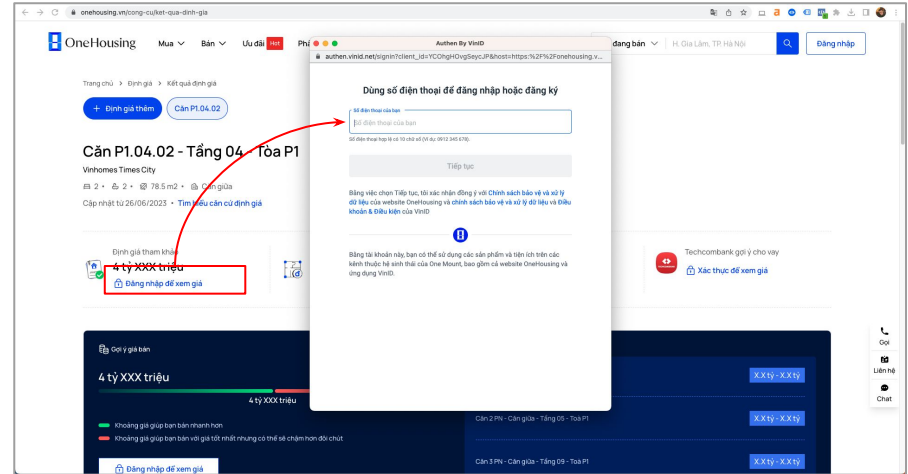 onehousing.vn/cong-cu/ket-qua-dinh-gia
OneHousing
Mua
Bán
Ưu đãi
Hot
đang bán
H. Gia Lâm, TP. Hà Nội
Đăng nhập
Trang chủ › Định giá › Kết quả định giá
+ Định giá thêm
Căn P1.04.02
Căn P1.04.02 - Tầng 04 - Tòa P1
Vinhomes Times City
2 • 2 • 78.5 m2 • Căn giữa
Cập nhật từ 26/06/2023 • Tìm hiểu căn cứ định giá
Định giá tham khảo
4 tỷ XXX triệu
Đăng nhập để xem giá
Authen By VinID
authen.vinid.net/signin?client_id=YCOhgHOvgSeycJP&host=https:%2F%2Fonehousing.v...
Dùng số điện thoại để đăng nhập hoặc đăng ký
Số điện thoại của bạn
Số điện thoại của bạn
Số điện thoại hợp lệ có 10 chữ số (Ví dụ: 0912 345 678).
Tiếp tục
Bằng việc chọn Tiếp tục, tôi xác nhận đồng ý với Chính sách bảo vệ và xử lý
dữ liệu của website OneHousing và chính sách bảo vệ và xử lý dữ liệu và Điều
khoản & Điều kiện của VinID
Bằng tài khoản này, bạn có thể sử dụng các sản phẩm và tiện ích trên các
kênh thuộc hệ sinh thái của One Mount, bao gồm cả website OneHousing và
ứng dụng VinID.
Techcombank gợi ý cho vay
Xác thực để xem giá
Gợi ý giá bán
4 tỷ XXX triệu
4 tỷ XXX triệu
Khoảng giá giúp bạn bán nhanh hơn
Khoảng giá giúp bạn bán với giá tốt nhất nhưng có thể sẽ chậm hơn đôi chút
Đăng nhập để xem giá
X.X tỷ - X.X tỷ
Căn 2 PN - Căn giữa - Tầng 05 - Toà P1
X.X tỷ - X.X tỷ
Căn 3 PN - Căn giữa - Tầng 09 - Toà P1
X.X tỷ - X.X tỷ
Gọi
Liên hệ
Chat